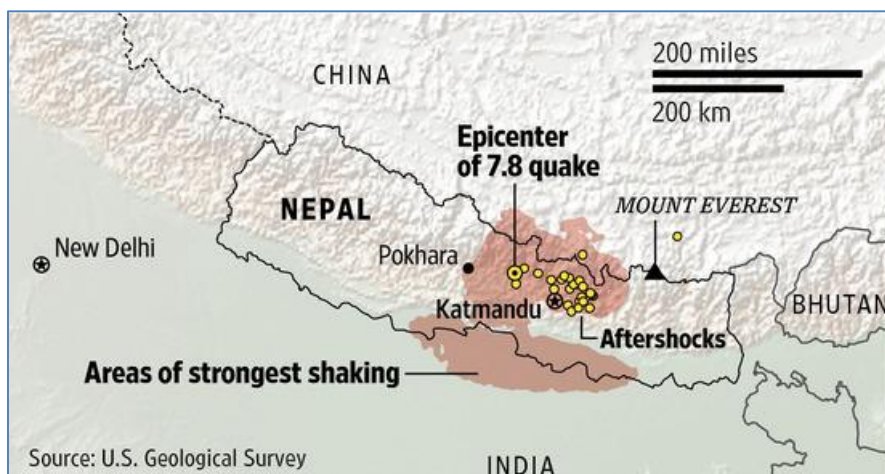 200 miles
200 km
CHINA
Epicenter
of 7.8 quake
NEPAL
MOUNT EVEREST
New Delhi
Pokhara
Katmandu
BHUTAN
Aftershocks
Areas of strongest shaking
Source: U.S. Geological Survey
INDIA